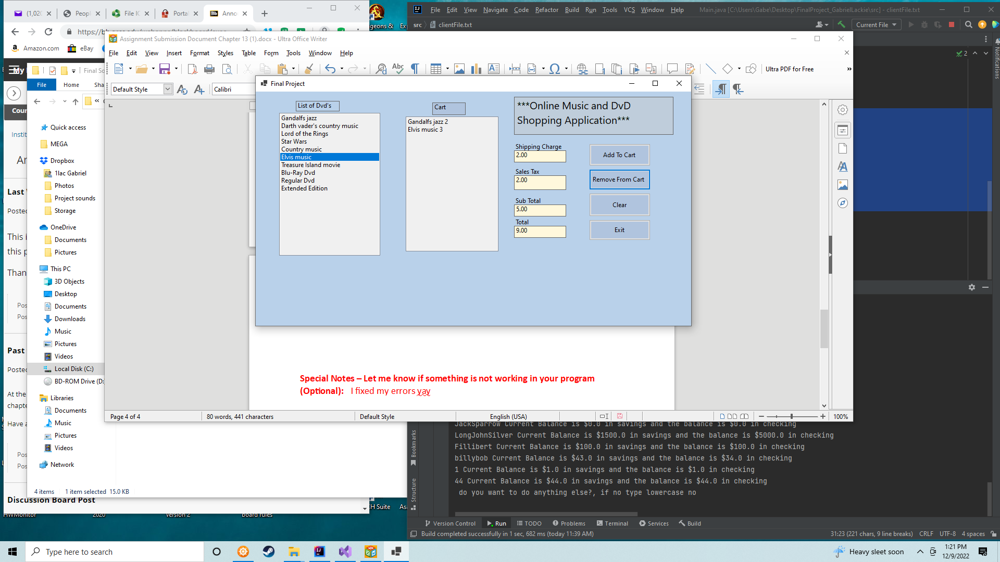 (1,02
Peopl
File IC
Portal
Anno
Main.java [C:\Users\Gabe\Desktop\FinalProject_GabrielLackie\src] - clientFile.txt
File Edit View Navigate Code Refactor Build Run Tools VCS Window Help
src clientFile.txt
Current File
2
Notifications
https://
Amazon.com
eBay
Assignment Submission Document Chapter 13 (1).docx - Ultra Office Writer
File Edit View Insert Format Styles Table Form Tools Window Help
Ultra PDF for Free
Default Style
Calibri
My
Final So
File Home Sha
Cour
Instit
An
Last
Posted
This i
this p
Than
Pos
Pos
Past
Posted
At the
chapte
Have a
Pos
Pos
Discussion Board Post
Quick access
MEGA
Dropbox
1lac Gabriel
Photos
Project sounds
Storage
OneDrive
Documents
Pictures
This PC
3D Objects
Desktop
Documents
Downloads
Music
Pictures
Videos
Local Disk (C:)
BD-ROM Drive (D:
Libraries
Documents
Music
Pictures
Videos
Network
4 items 1 item selected 15.0 KB
Final Project
List of Dvd's
Gandalfs jazz
Darth vader's country music
Lord of the Rings
Star Wars
Country music
Elvis music
Treasure Island movie
Blu-Ray Dvd
Regular Dvd
Extended Edition
Cart
Gandalfs jazz 2
Elvis music 3
***Online Music and DvD
Shopping Application***
Shipping Charge
2.00
Sales Tax
2.00
Sub Total
5.00
Total
9.00
Add To Cart
Remove From Cart
Clear
Exit
Special Notes – Let me know if something is not working in your program
(Optional): I fixed my errors yay
Page 4 of 4
80 words, 441 characters
Default Style
English (USA)
100%
JackSparrow Current Balance is $0.0 in savings and the balance is $0.0 in checking
LongJohnSilver Current Balance is $1500.0 in savings and the balance is $5000.0 in checking
Fillibert Current Balance is $100.0 in savings and the balance is $100.0 in checking
billybob Current Balance is $43.0 in savings and the balance is $34.0 in checking
1 Current Balance is $1.0 in savings and the balance is $1.0 in checking
44 Current Balance is $44.0 in savings and the balance is $44.0 in checking
do you want to do anything else?, if no type lowercase no
Bookmarks
Structure
geons &
Ex
HWMonitor
2020
version 2
board rules
H Suite
Asa
Version Control Run TODO Problems Terminal Services Build
Build completed successfully in 1 sec, 682 ms (today 11:39 AM)
31:23 (221 chars, 9 line breaks) CRLF UTF-8 4 spaces
Type here to search
Heavy sleet soon
1:21 PM
12/9/2022